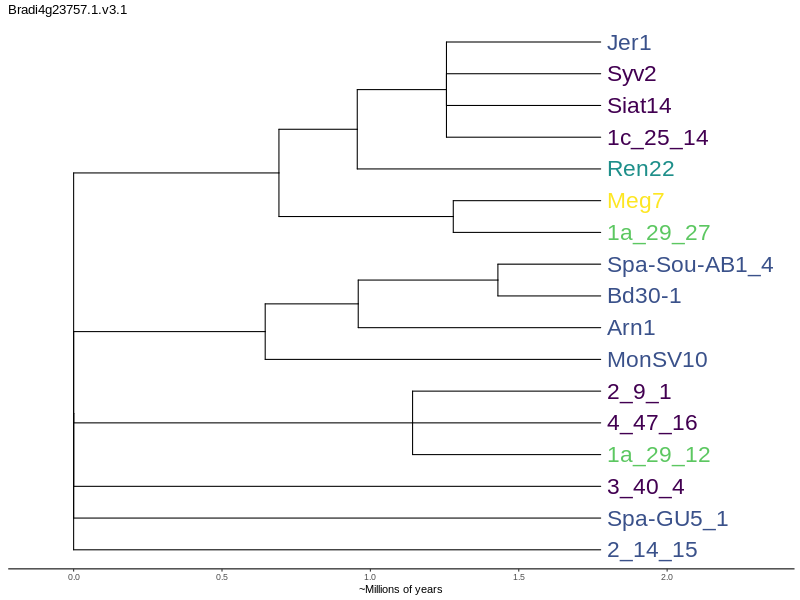 Bradi4g23757.1.v3.1
Jer1
Syv2
Siat14
1c_25_14
Ren22
Meg7
1a_29_27
Spa-Sou-AB1_4
Bd30-1
Arn1
MonSV10
2_9_1
4_47_16
1a_29_12
3_40_4
Spa-GU5_1
2_14_15
0.0 0.5 1.0 1.5 2.0
~Millions of years